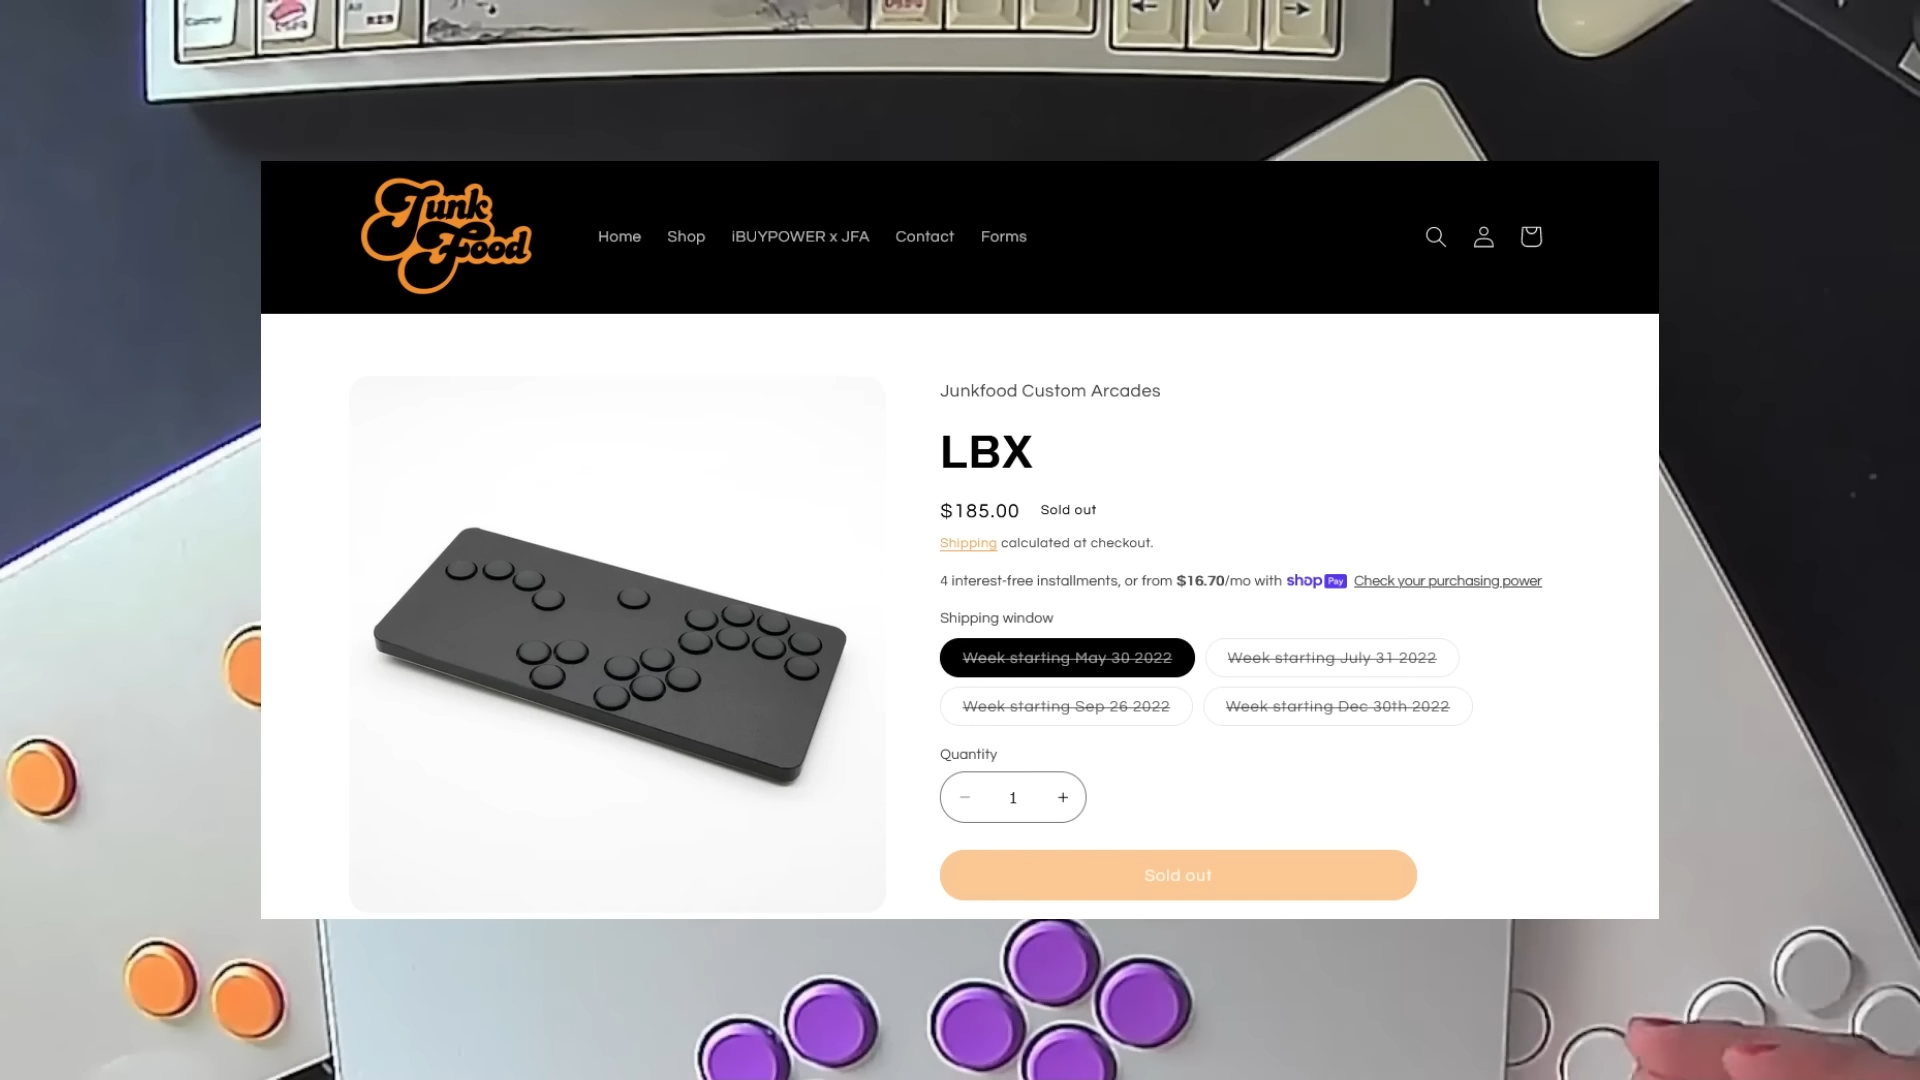 Control
Alt
Junk
Food
Home Shop iBUYPOWER x JFA Contact Forms
Junkfood Custom Arcades
LBX
$185.00 Sold out
Shipping calculated at checkout.
4 interest-free installments, or from $16.70/mo with shop Pay Check your purchasing power
Shipping window
Week starting May 30 2022 Week starting July 31 2022
Week starting Sep 26 2022 Week starting Dec 30th 2022
Quantity
− 1 +
Sold out